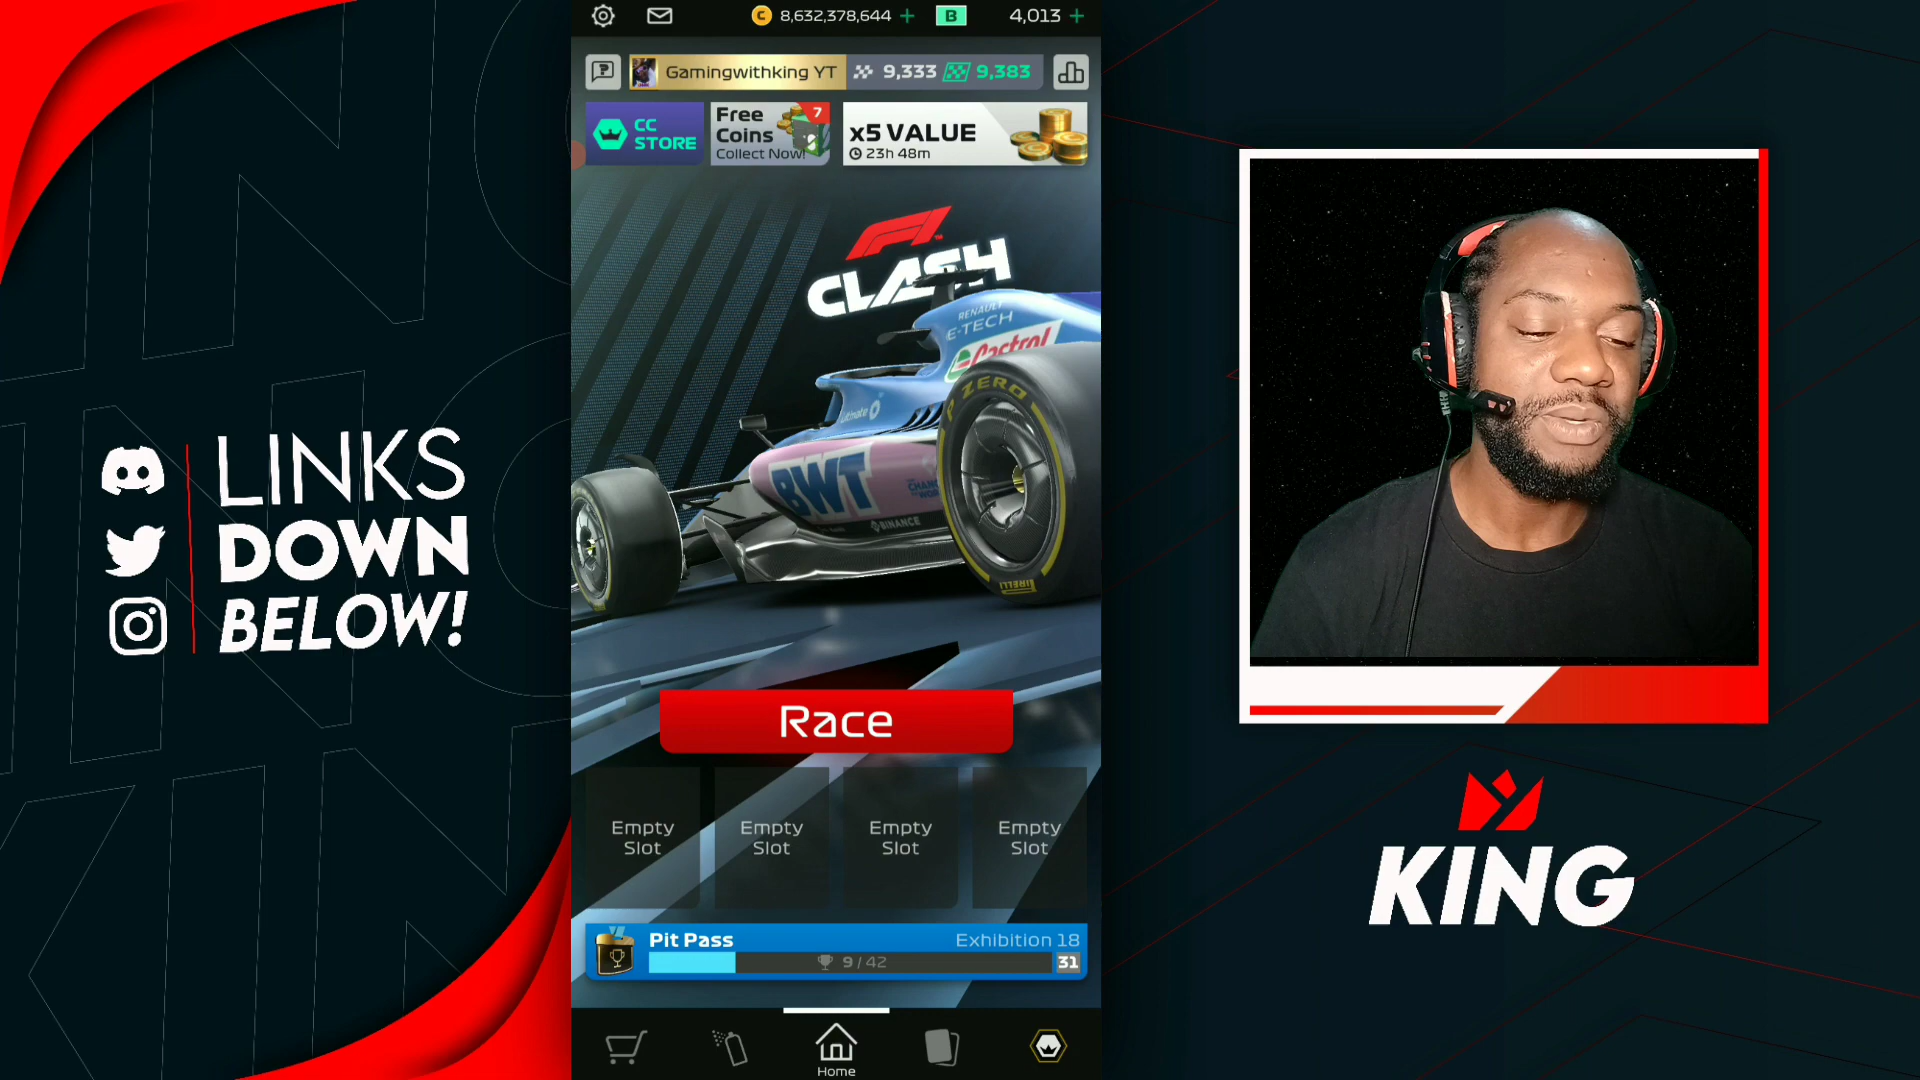 LINKS
DOWN
BELOW!
C 8,632,378,644 + B 4,013 +
Gamingwithking YT 9,333 9,383
CC
STORE
Free
Coins
Collect Now!
7
x5 VALUE
23h 48m
F1
CLASH
RENAULT
E-TECH
Castrol
P ZERO
ultimate
BWT
BINANCE
PIRELLI
Race
Empty
Slot
Empty
Slot
Empty
Slot
Empty
Slot
Pit Pass
Exhibition 18
9 / 42
31
Home
KING